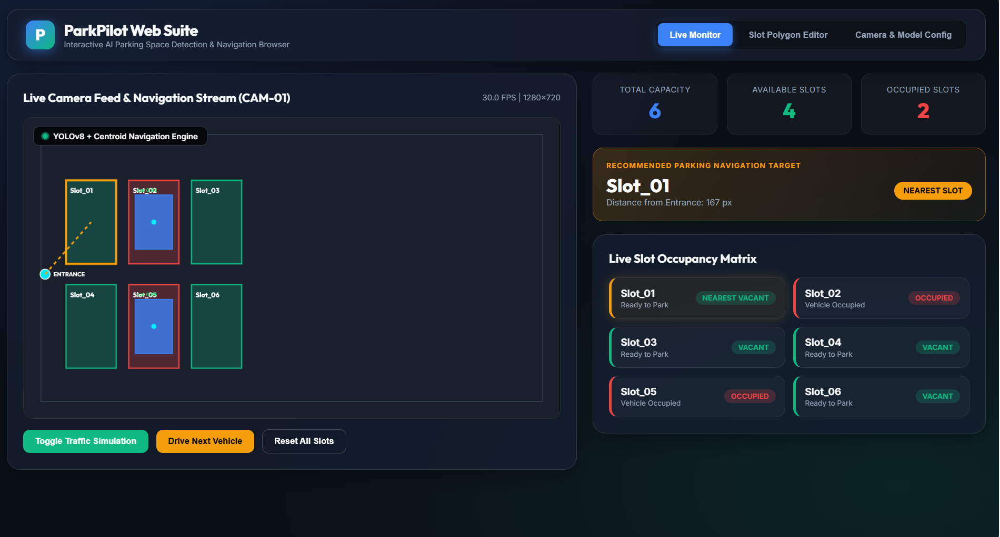 P
ParkPilot Web Suite
Interactive AI Parking Space Detection & Navigation Browser
Live Monitor
Slot Polygon Editor
Camera & Model Config
Live Camera Feed & Navigation Stream (CAM-01)
30.0 FPS | 1280×720
YOLOv8 + Centroid Navigation Engine
Slot_01
Slot_02
Slot_03
ENTRANCE
Slot_04
Slot_05
Slot_06
Toggle Traffic Simulation
Drive Next Vehicle
Reset All Slots
TOTAL CAPACITY
6
AVAILABLE SLOTS
4
OCCUPIED SLOTS
2
RECOMMENDED PARKING NAVIGATION TARGET
Slot_01
Distance from Entrance: 167 px
NEAREST SLOT
Live Slot Occupancy Matrix
Slot_01
Ready to Park
NEAREST VACANT
Slot_02
Vehicle Occupied
OCCUPIED
Slot_03
Ready to Park
VACANT
Slot_04
Ready to Park
VACANT
Slot_05
Vehicle Occupied
OCCUPIED
Slot_06
Ready to Park
VACANT